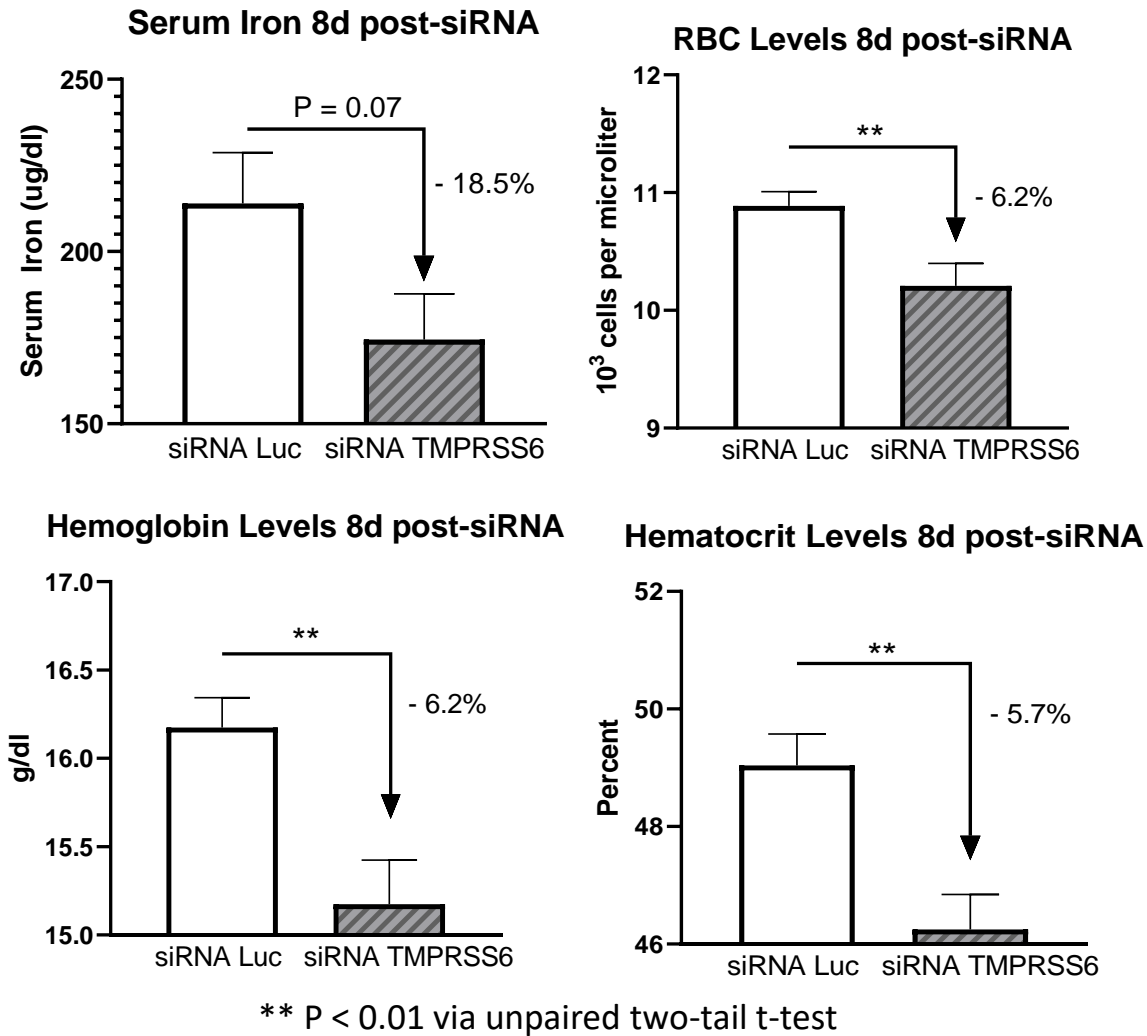 Serum Iron 8d post-siRNA
250
200
150
Serum Iron (ug/dl)
P = 0.07
- 18.5%
siRNA Luc
siRNA TMPRSS6
RBC Levels 8d post-siRNA
12
11
10
9
10³ cells per microliter
**
- 6.2%
siRNA Luc
siRNA TMPRSS6
Hemoglobin Levels 8d post-siRNA
17.0
16.5
16.0
15.5
15.0
g/dl
**
- 6.2%
siRNA Luc
siRNA TMPRSS6
Hematocrit Levels 8d post-siRNA
52
50
48
46
Percent
**
- 5.7%
siRNA Luc
siRNA TMPRSS6
** P < 0.01 via unpaired two-tail t-test